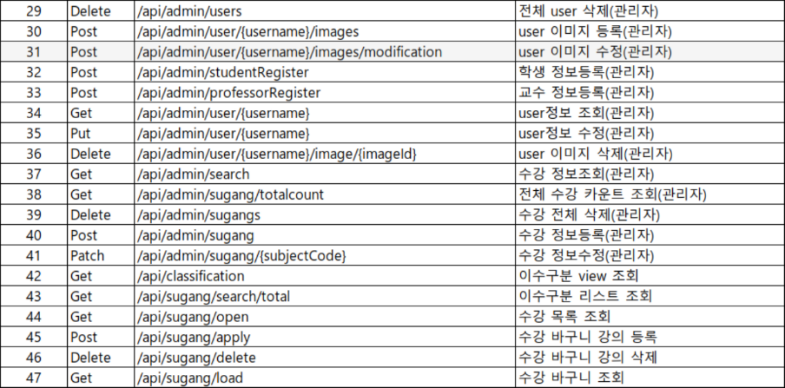 29 Delete /api/admin/users 전체 user 삭제(관리자)
30 Post /api/admin/user/{username}/images user 이미지 등록(관리자)
31 Post /api/admin/user/{username}/images/modification user 이미지 수정(관리자)
32 Post /api/admin/studentRegister 학생 정보등록(관리자)
33 Post /api/admin/professorRegister 교수 정보등록(관리자)
34 Get /api/admin/user/{username} user정보 조회(관리자)
35 Put /api/admin/user/{username} user정보 수정(관리자)
36 Delete /api/admin/user/{username}/image/{imageId} user 이미지 삭제(관리자)
37 Get /api/admin/search 수강 정보조회(관리자)
38 Get /api/admin/sugang/totalcount 전체 수강 카운트 조회(관리자)
39 Delete /api/admin/sugangs 수강 전체 삭제(관리자)
40 Post /api/admin/sugang 수강 정보등록(관리자)
41 Patch /api/admin/sugang/{subjectCode} 수강 정보수정(관리자)
42 Get /api/classification 이수구분 view 조회
43 Get /api/sugang/search/total 이수구분 리스트 조회
44 Get /api/sugang/open 수강 목록 조회
45 Post /api/sugang/apply 수강 바구니 강의 등록
46 Delete /api/sugang/delete 수강 바구니 강의 삭제
47 Get /api/sugang/load 수강 바구니 조회